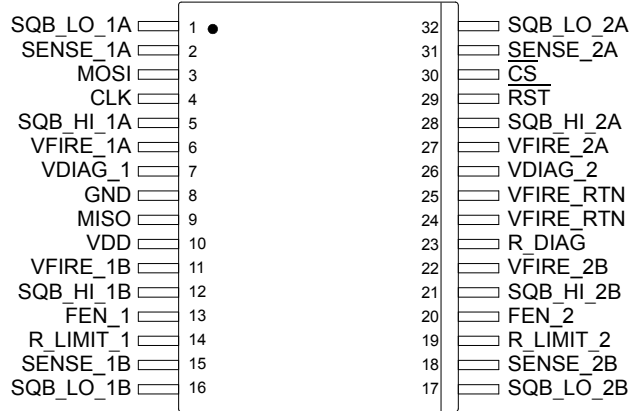 SQB_LO_1A 1 32 SQB_LO_2A
SENSE_1A 2 31 SENSE_2A
MOSI 3 30 CS
CLK 4 29 RST
SQB_HI_1A 5 28 SQB_HI_2A
VFIRE_1A 6 27 VFIRE_2A
VDIAG_1 7 26 VDIAG_2
GND 8 25 VFIRE_RTN
MISO 9 24 VFIRE_RTN
VDD 10 23 R_DIAG
VFIRE_1B 11 22 VFIRE_2B
SQB_HI_1B 12 21 SQB_HI_2B
FEN_1 13 20 FEN_2
R_LIMIT_1 14 19 R_LIMIT_2
SENSE_1B 15 18 SENSE_2B
SQB_LO_1B 16 17 SQB_LO_2B